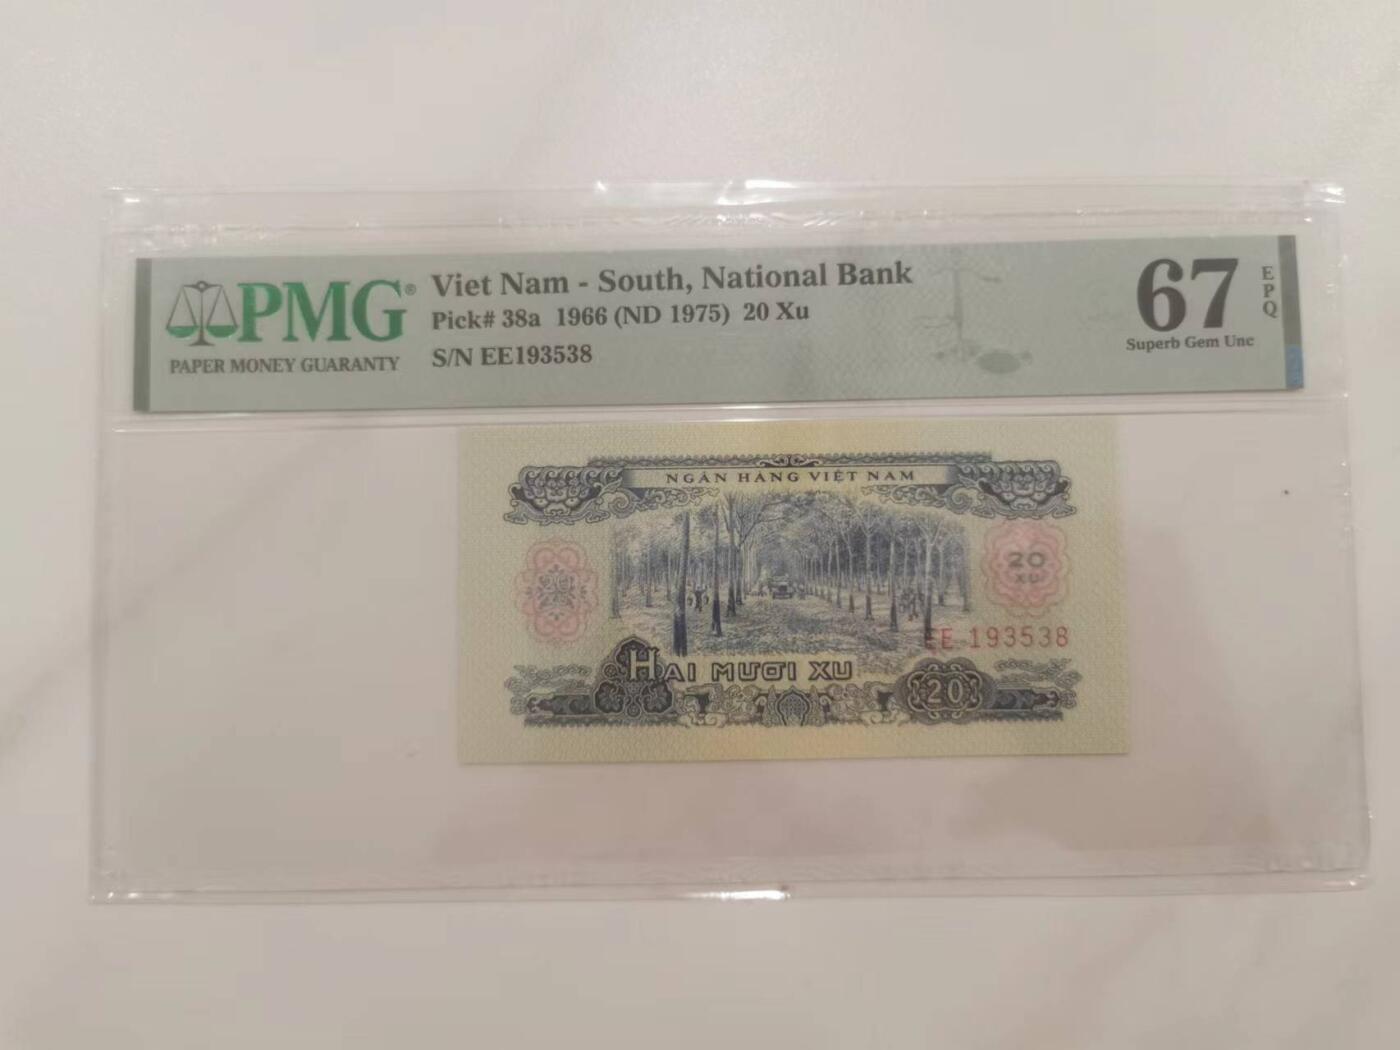 PMG®
PAPER MONEY GUARANTY
Viet Nam - South, National Bank
Pick# 38a 1966 (ND 1975) 20 Xu
S/N EE193538
67
EPQ
Superb Gem Unc
NGÂN HÀNG VIỆT NAM
20
XU
EE 193538
HAI MƯƠI XU
20